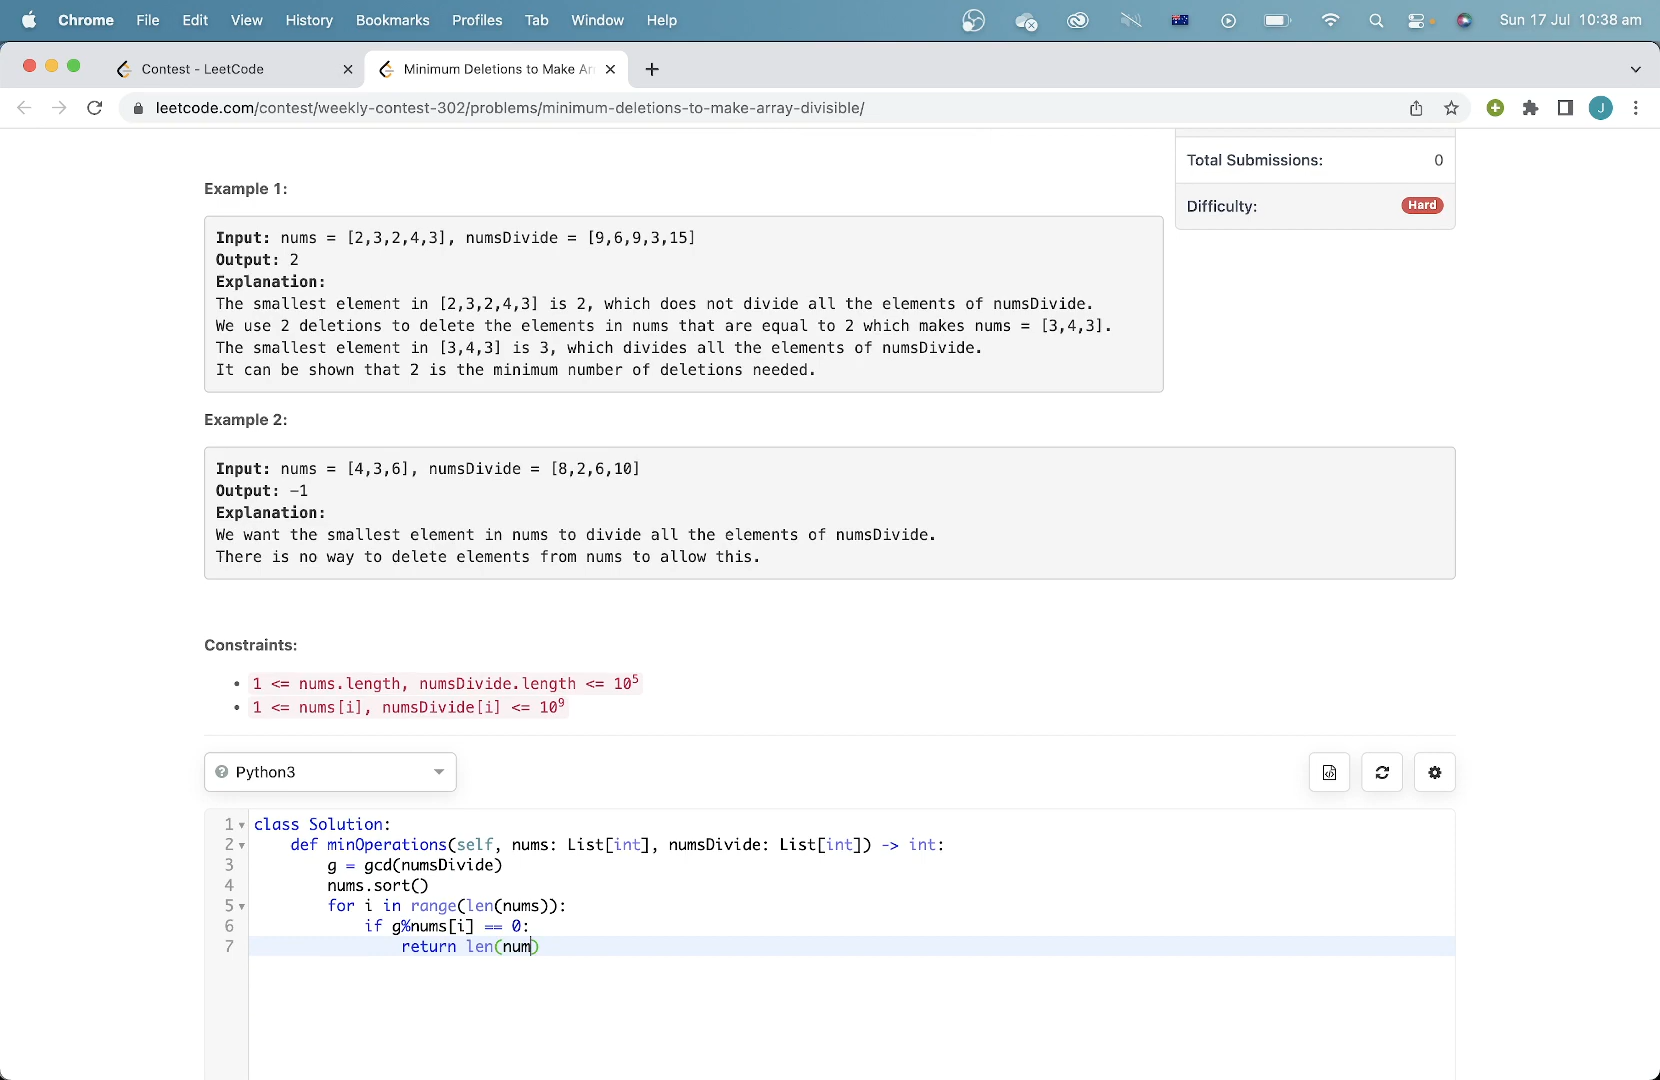 Chrome File Edit View History Bookmarks Profiles Tab Window Help Sun 17 Jul 10:38 am
Contest - LeetCode
Minimum Deletions to Make Ar
leetcode.com/contest/weekly-contest-302/problems/minimum-deletions-to-make-array-divisible/
J
Total Submissions: 0
Difficulty: Hard
Example 1:
Input: nums = [2,3,2,4,3], numsDivide = [9,6,9,3,15]
Output: 2
Explanation:
The smallest element in [2,3,2,4,3] is 2, which does not divide all the elements of numsDivide.
We use 2 deletions to delete the elements in nums that are equal to 2 which makes nums = [3,4,3].
The smallest element in [3,4,3] is 3, which divides all the elements of numsDivide.
It can be shown that 2 is the minimum number of deletions needed.
Example 2:
Input: nums = [4,3,6], numsDivide = [8,2,6,10]
Output: -1
Explanation:
We want the smallest element in nums to divide all the elements of numsDivide.
There is no way to delete elements from nums to allow this.
Constraints:
• 1 <= nums.length, numsDivide.length <= 10⁵
• 1 <= nums[i], numsDivide[i] <= 10⁹
Python3
1 class Solution:
2 def minOperations(self, nums: List[int], numsDivide: List[int]) -> int:
3 g = gcd(numsDivide)
4 nums.sort()
5 for i in range(len(nums)):
6 if g%nums[i] == 0:
7 return len(num)